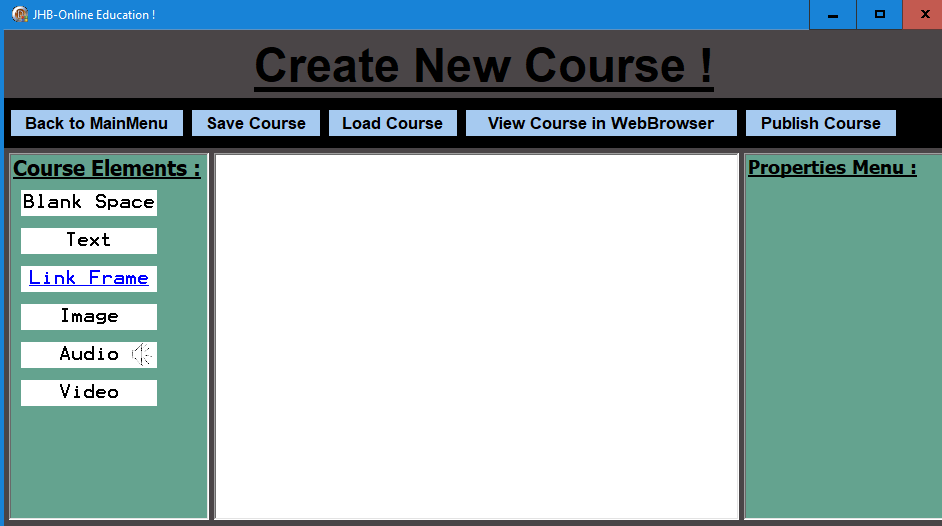 JHB-Online Education !
Create New Course !
Back to MainMenu
Save Course
Load Course
View Course in WebBrowser
Publish Course
Course Elements :
Blank Space
Text
Link Frame
Image
Audio
Video
Properties Menu :